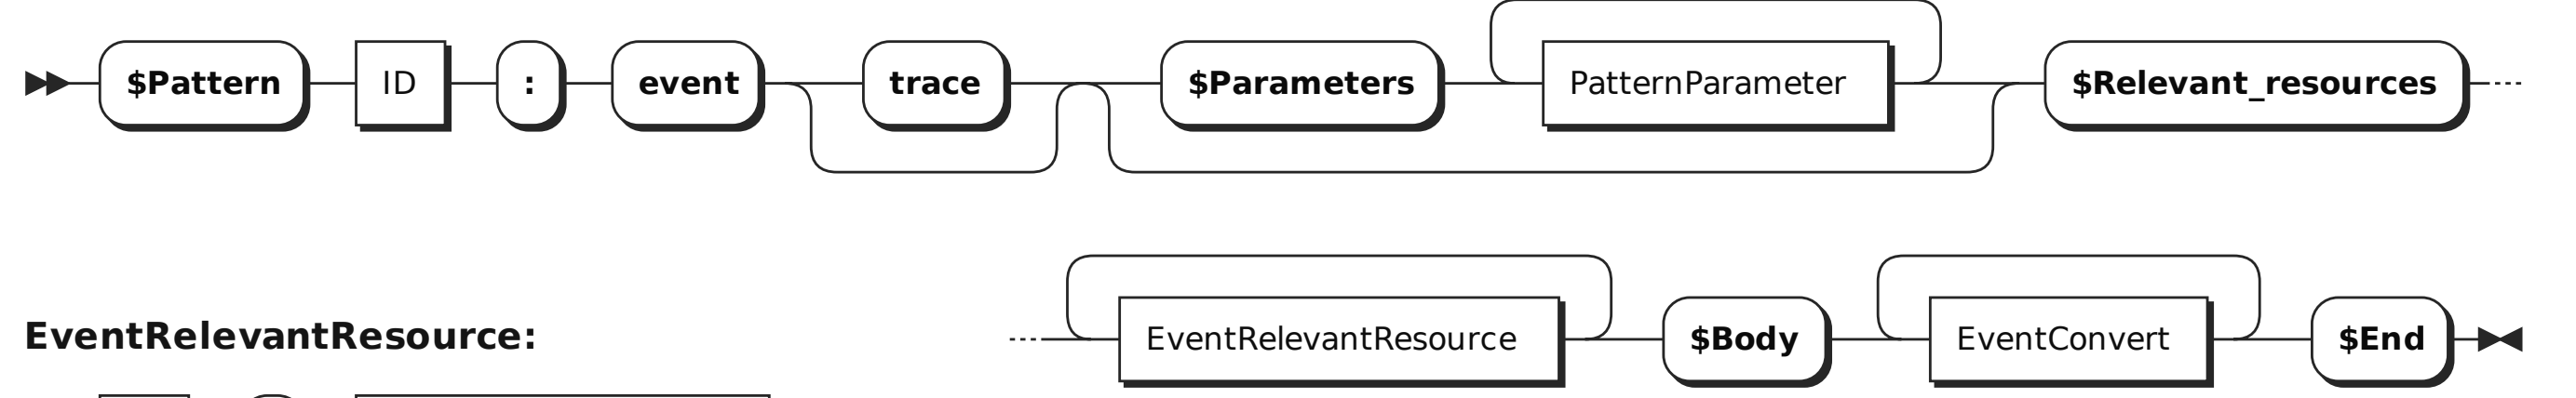 $Pattern ID : event trace $Parameters PatternParameter $Relevant_resources
EventRelevantResource:
EventRelevantResource $Body EventConvert $End